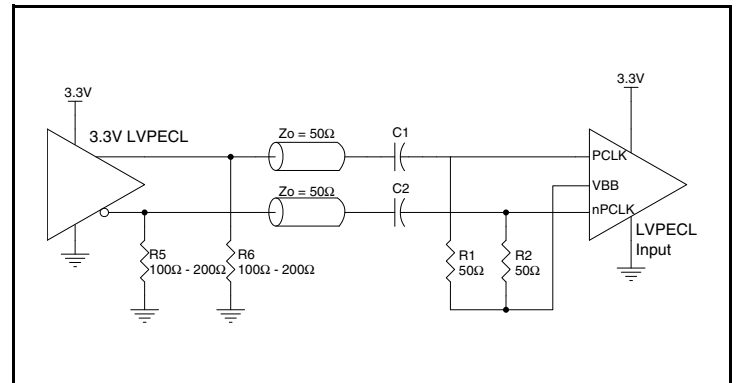 3.3V
3.3V LVPECL
Zo = 50Ω
C1
Zo = 50Ω
C2
R5
100Ω - 200Ω
R6
100Ω - 200Ω
R1
50Ω
R2
50Ω
3.3V
PCLK
VBB
nPCLK
LVPECL
Input